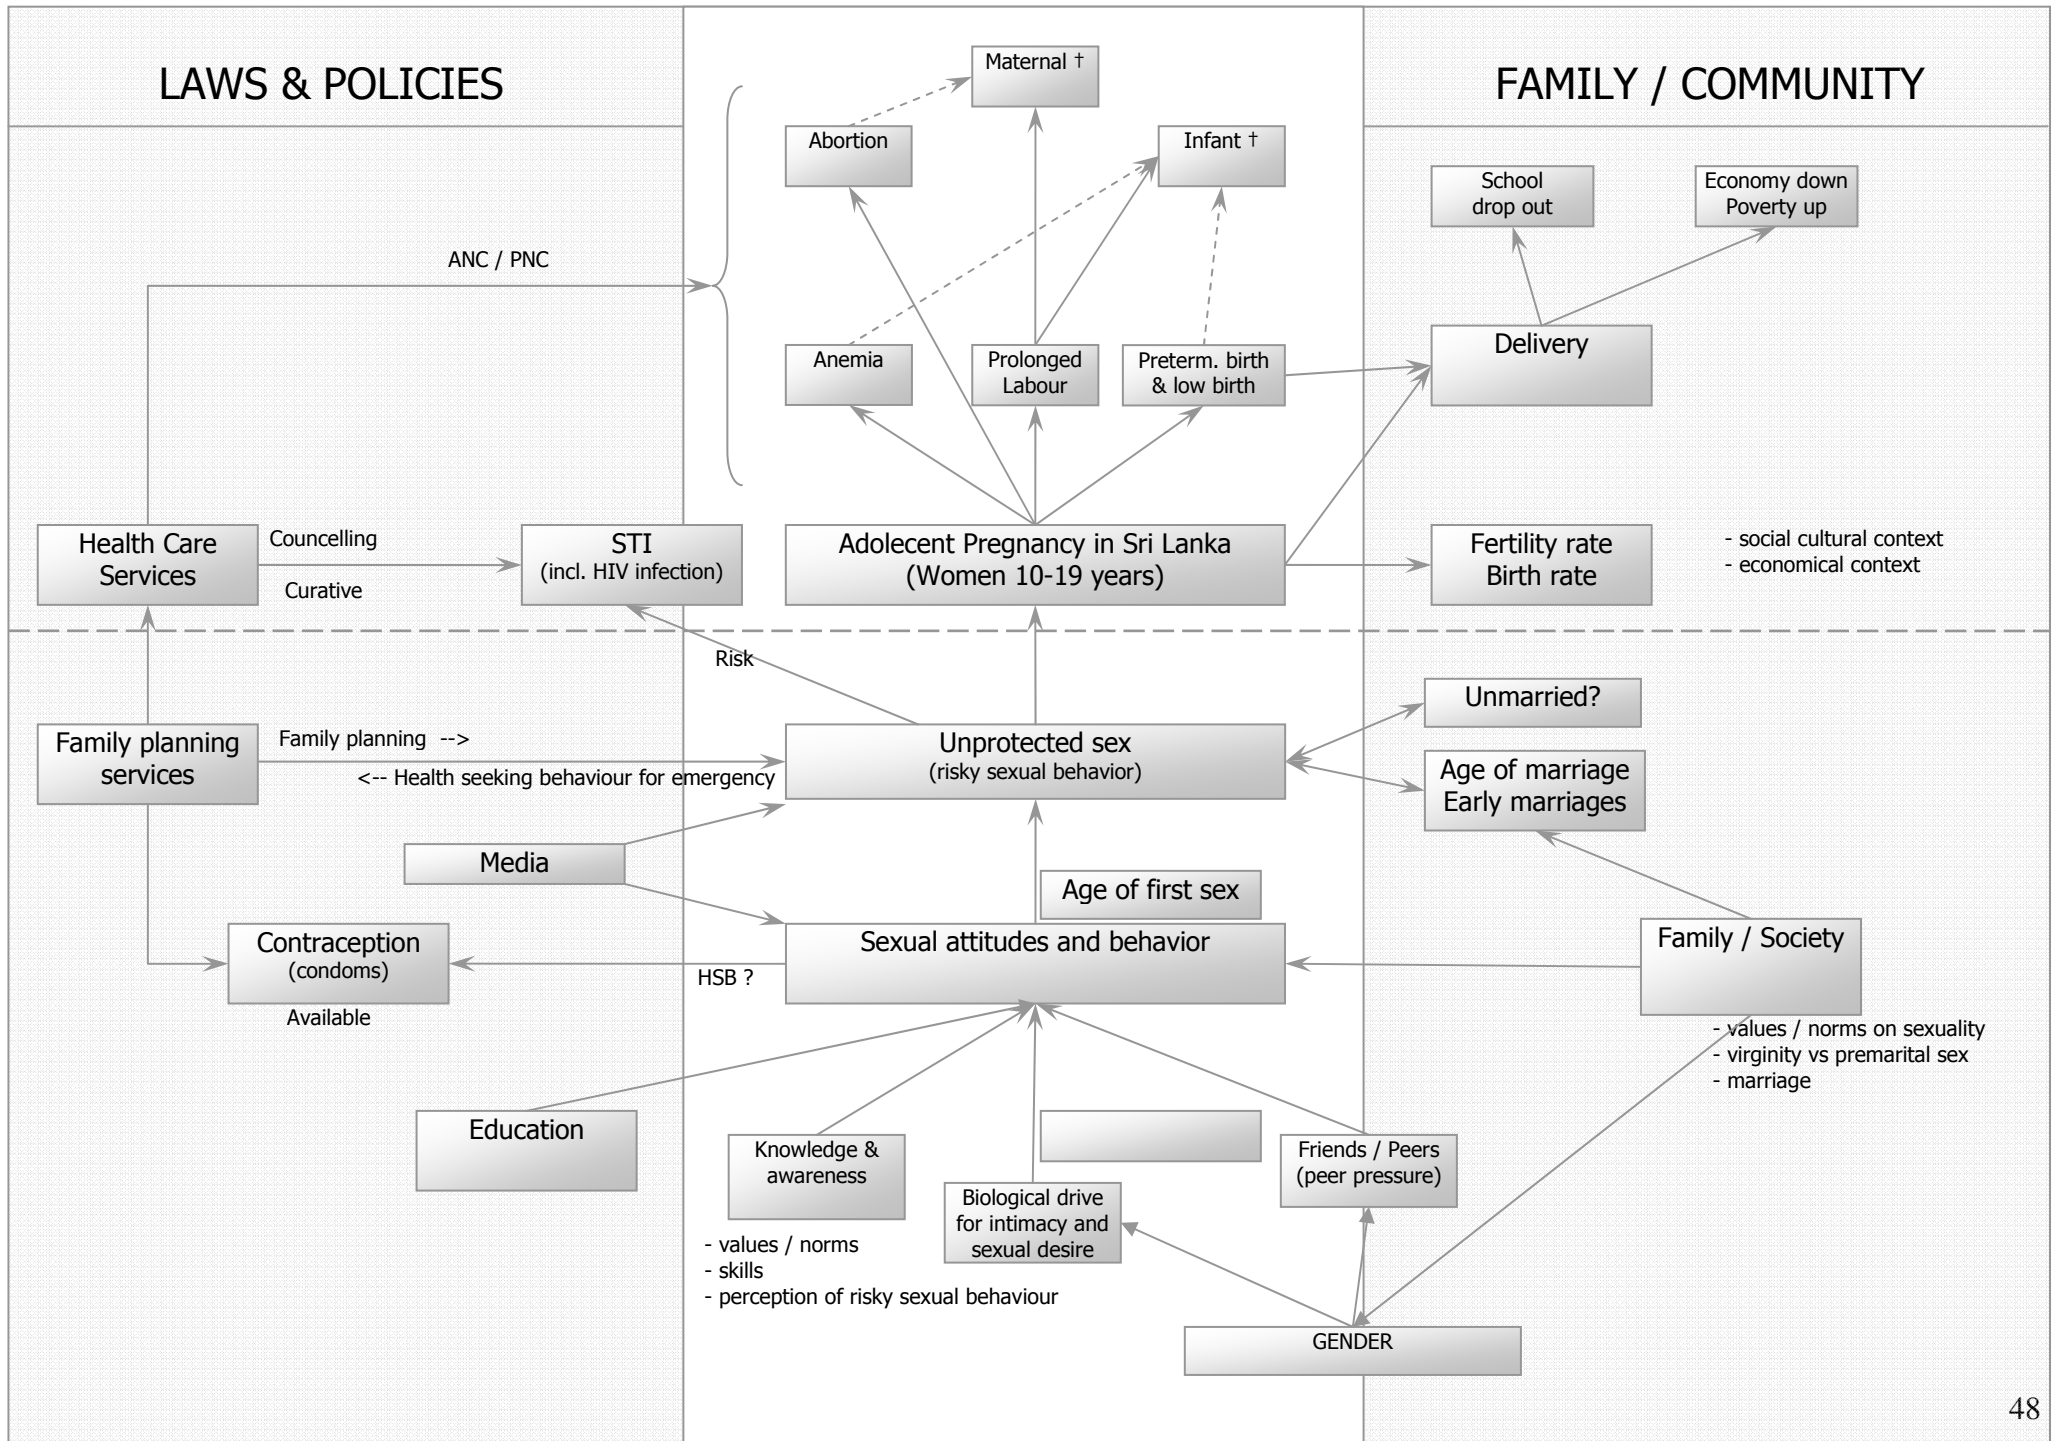 LAWS & POLICIES
FAMILY / COMMUNITY
Maternal †
Abortion
Infant †
School
drop out
Economy down
Poverty up
ANC / PNC
Anemia
Prolonged
Labour
Preterm. birth
& low birth
Delivery
Health Care
Services
Councelling
Curative
STI
(incl. HIV infection)
Adolecent Pregnancy in Sri Lanka
(Women 10-19 years)
Fertility rate
Birth rate
- social cultural context
- economical context
Risk
Unmarried?
Family planning
services
Family planning -->
<-- Health seeking behaviour for emergency
Unprotected sex
(risky sexual behavior)
Age of marriage
Early marriages
Media
Age of first sex
Contraception
(condoms)
Available
HSB ?
Sexual attitudes and behavior
Family / Society
- values / norms on sexuality
- virginity vs premarital sex
- marriage
Education
Knowledge &
awareness
- values / norms
- skills
- perception of risky sexual behaviour
Biological drive
for intimacy and
sexual desire
Friends / Peers
(peer pressure)
GENDER
48